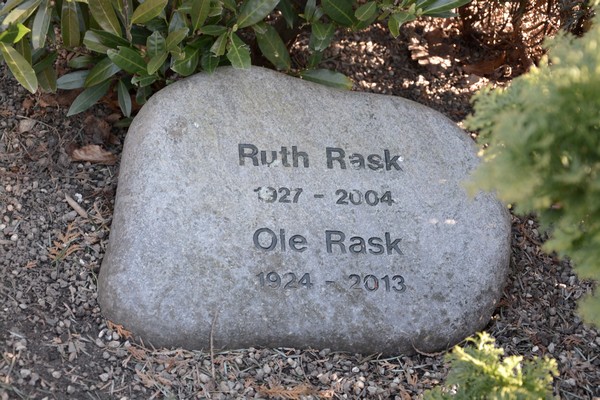 Ruth Rask
1927 - 2004
Ole Rask
1924 - 2013